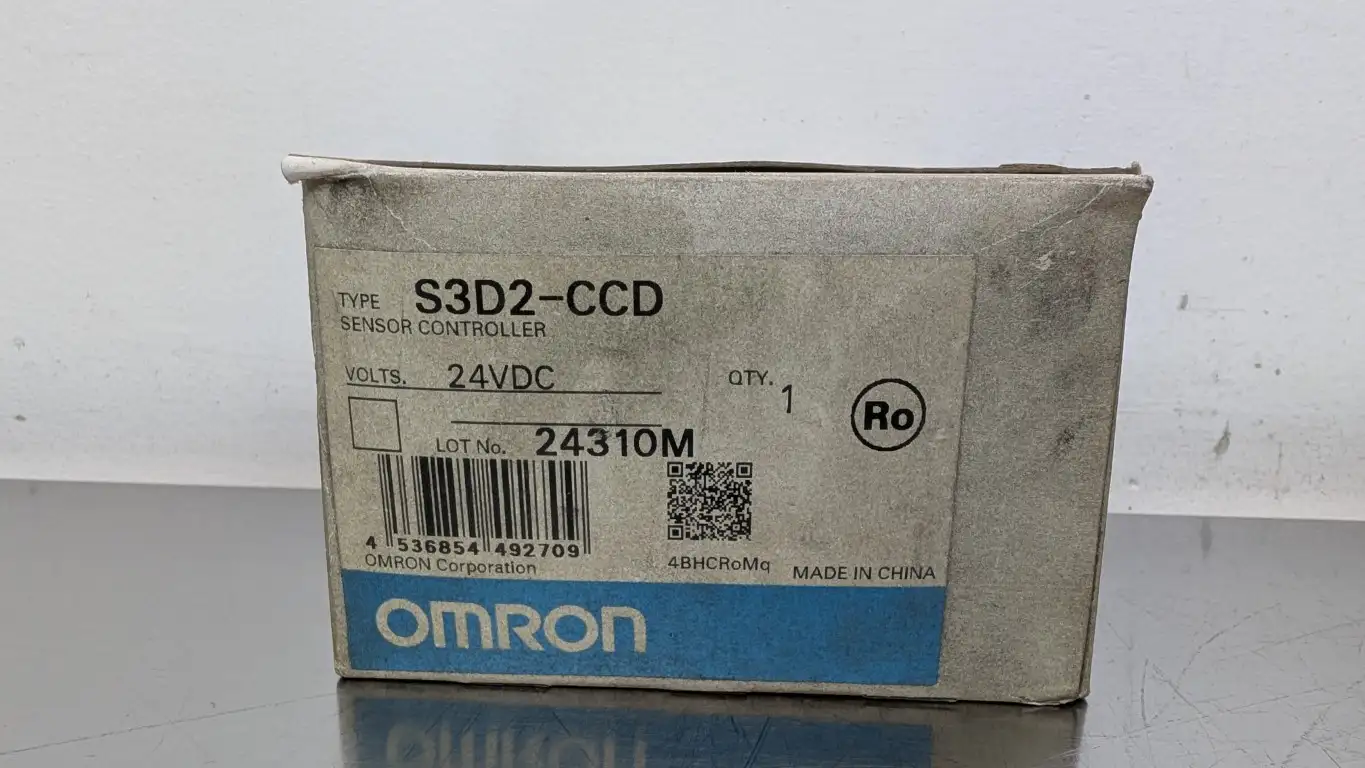 TYPE S3D2-CCD
SENSOR CONTROLLER
VOLTS. 24VDC
QTY. 1
Ro
LOT No. 24310M
4 536854 492709
OMRON Corporation
4BHCRoMq
MADE IN CHINA
OMRON